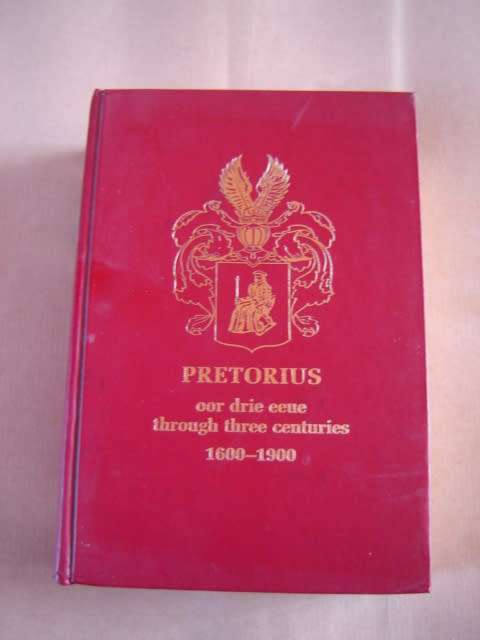 PRETORIUS
oor drie eeue
through three centuries
1600–1900